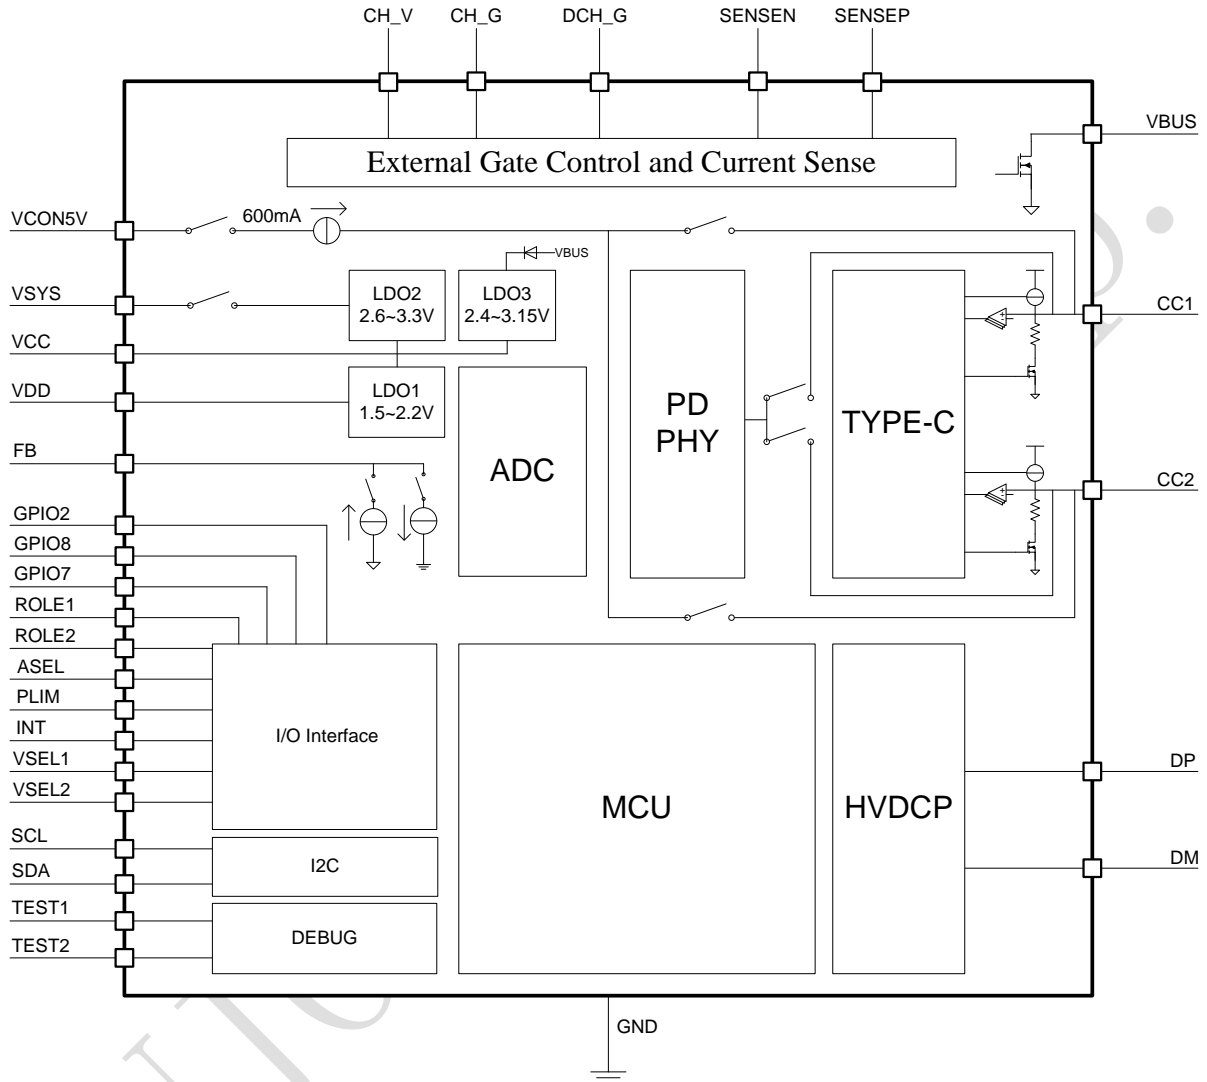 CH_V CH_G DCH_G SENSEN SENSEP
VBUS
External Gate Control and Current Sense
VCON5V 600mA
VBUS
VSYS LDO2 LDO3
2.6~3.3V 2.4~3.15V
CC1
VCC
VDD LDO1
1.5~2.2V
PD
PHY
TYPE-C
FB
ADC
CC2
GPIO2
GPIO8
GPIO7
ROLE1
ROLE2
ASEL
PLIM
INT
I/O Interface
VSEL1
DP
VSEL2
MCU
HVDCP
SCL
I2C
DM
SDA
TEST1
DEBUG
TEST2
GND